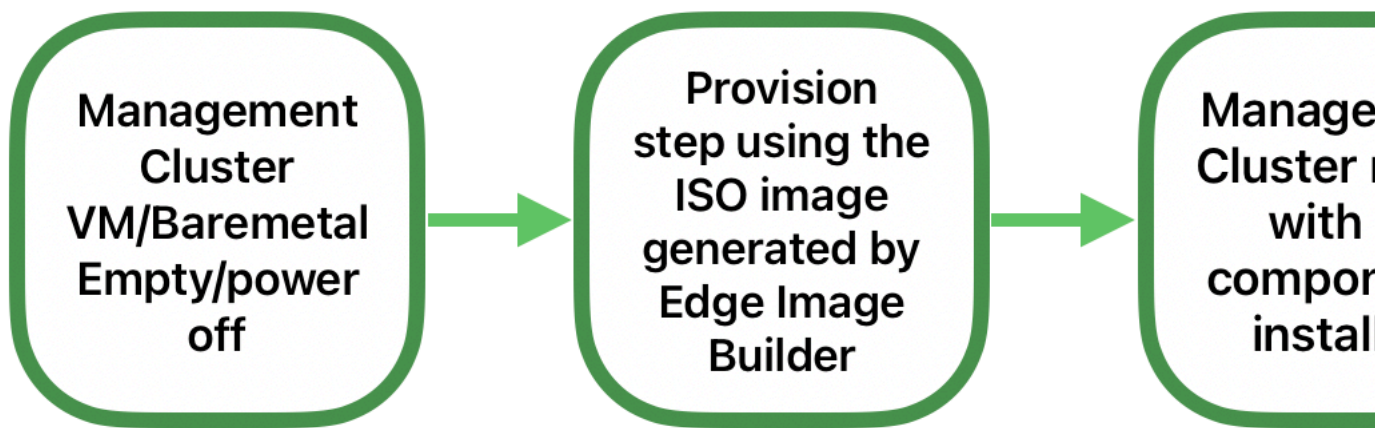 Management
Cluster
VM/Baremetal
Empty/power
off
Provision
step using the
ISO image
generated by
Edge Image
Builder
Cluster
with